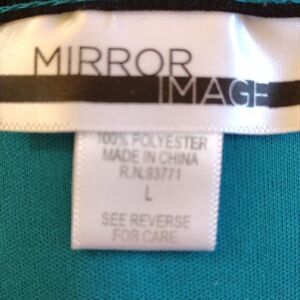 MIRROR
IMAGE
100% POLYESTER
MADE IN CHINA
R.N.93771
L
SEE REVERSE
FOR CARE